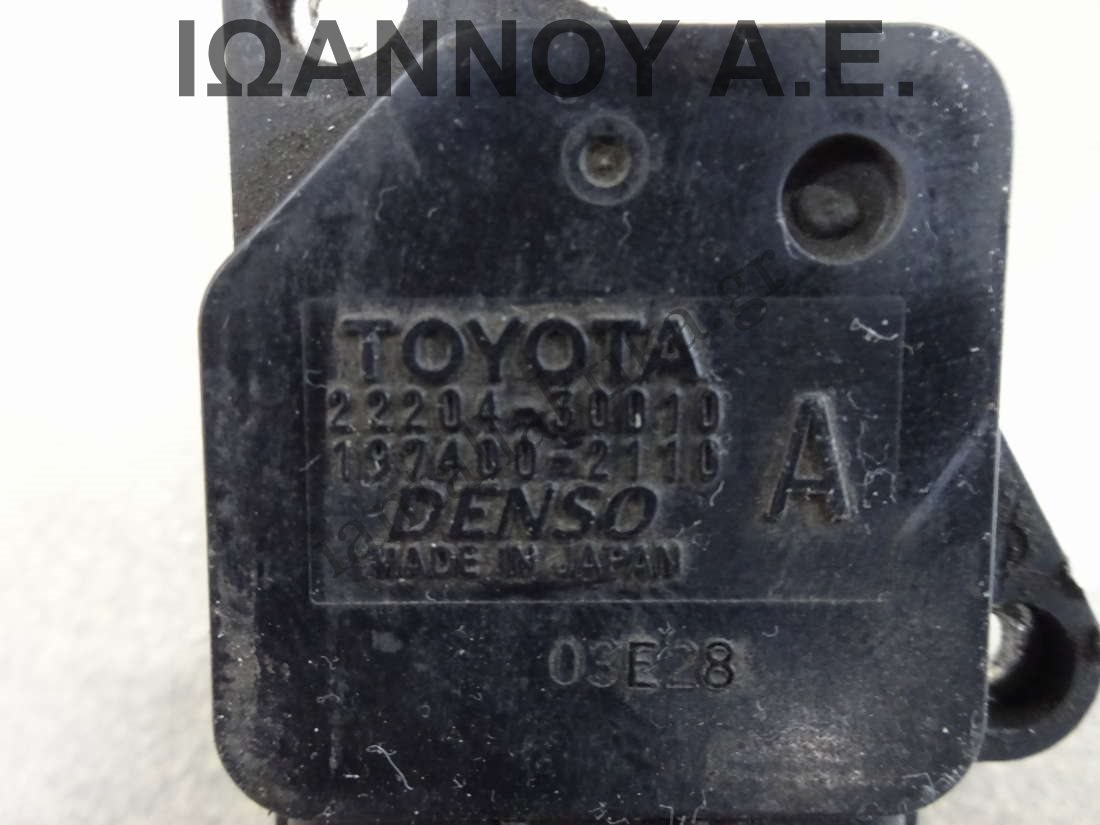 ΙΩΑΝΝΟΥ Α.Ε.
TOYOTA
22204-30010
197400-2110
A
DENSO
MADE IN JAPAN
03E28